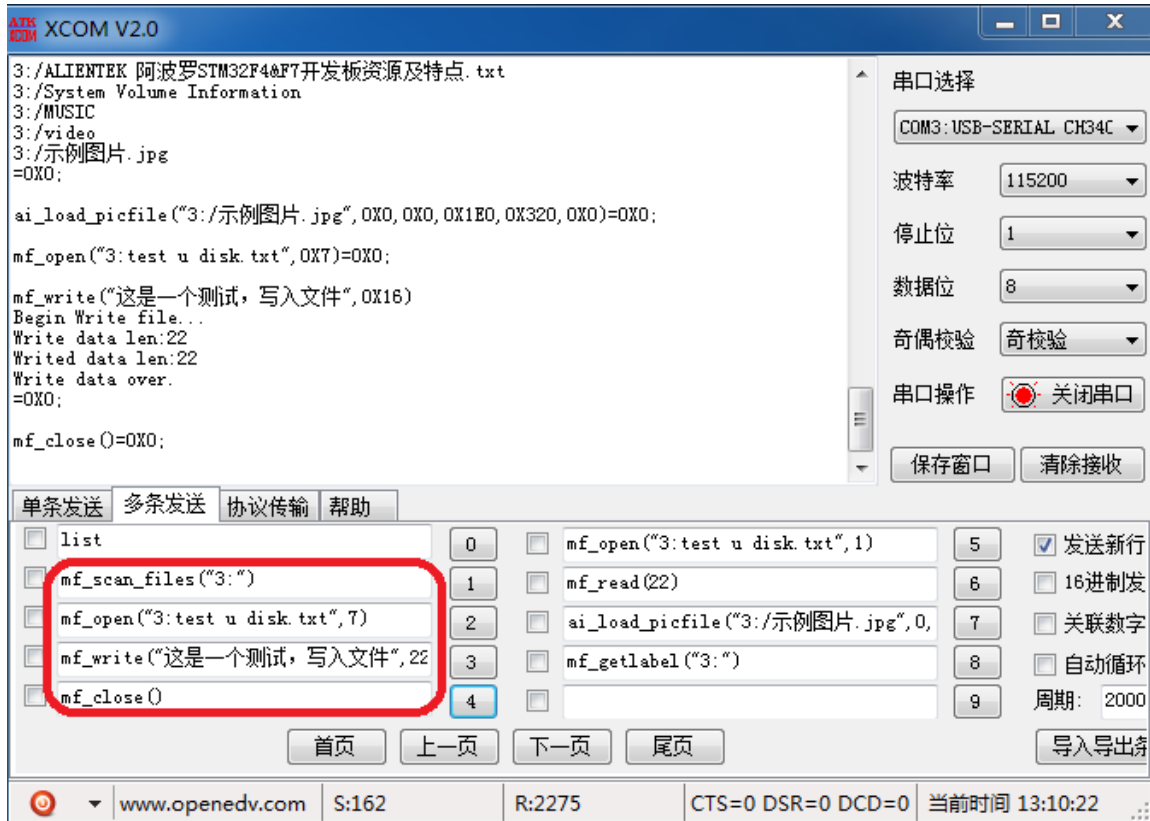 ATK XCOM XCOM V2.0
3:/ALIENTEK 阿波罗STM32F4&F7开发板资源及特点.txt
3:/System Volume Information
3:/MUSIC
3:/video
3:/示例图片.jpg
=0X0;
ai_load_picfile("3:/示例图片.jpg",0X0,0X0,0X1E0,0X320,0X0)=0X0;
mf_open("3:test u disk.txt",0X7)=0X0;
mf_write("这是一个测试，写入文件",0X16)
Begin Write file...
Write data len:22
Writed data len:22
Write data over.
=0X0;
mf_close()=0X0;
串口选择
COM3:USB-SERIAL CH34C
波特率 115200
停止位 1
数据位 8
奇偶校验 奇校验
串口操作 关闭串口
保存窗口 清除接收
单条发送 多条发送 协议传输 帮助
list 0 mf_open("3:test u disk.txt",1) 5 发送新行
mf_scan_files("3:") 1 mf_read(22) 6 16进制发
mf_open("3:test u disk.txt",7) 2 ai_load_picfile("3:/示例图片.jpg",0, 7 关联数字
mf_write("这是一个测试，写入文件",22 3 mf_getlabel("3:") 8 自动循环
mf_close() 4 9 周期: 2000
首页 上一页 下一页 尾页 导入导出条
www.openedv.com S:162 R:2275 CTS=0 DSR=0 DCD=0 当前时间 13:10:22